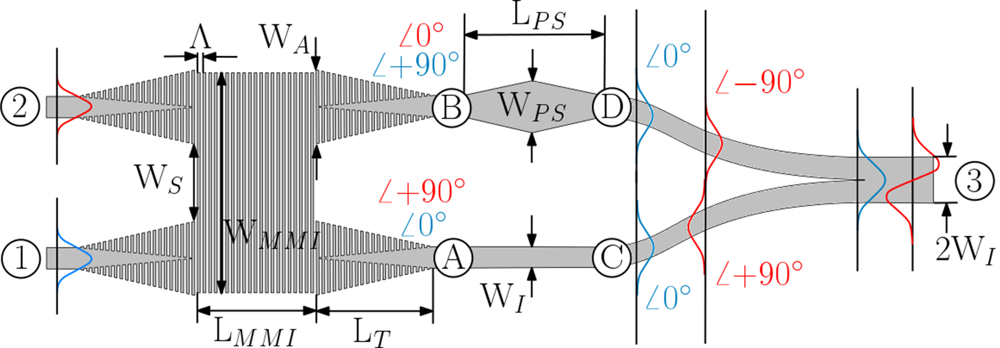 L_PS
Λ
W_A
∠0°
∠+90°
∠0°
∠−90°
2
B
W_PS
D
W_S
∠+90°
∠0°
3
W_MMI
1
A
C
2W_I
W_I
∠+90°
∠0°
L_MMI
L_T